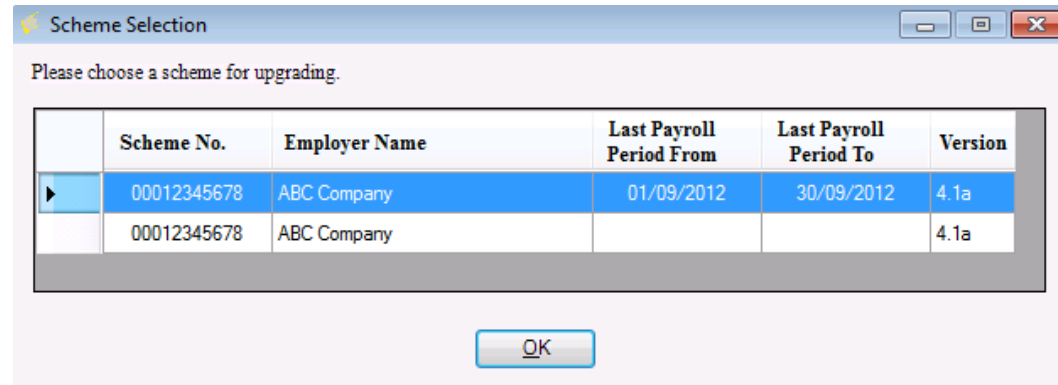 Scheme Selection
Please choose a scheme for upgrading.
Scheme No. Employer Name Last Payroll Period From Last Payroll Period To Version
00012345678 ABC Company 01/09/2012 30/09/2012 4.1a
00012345678 ABC Company 4.1a
OK